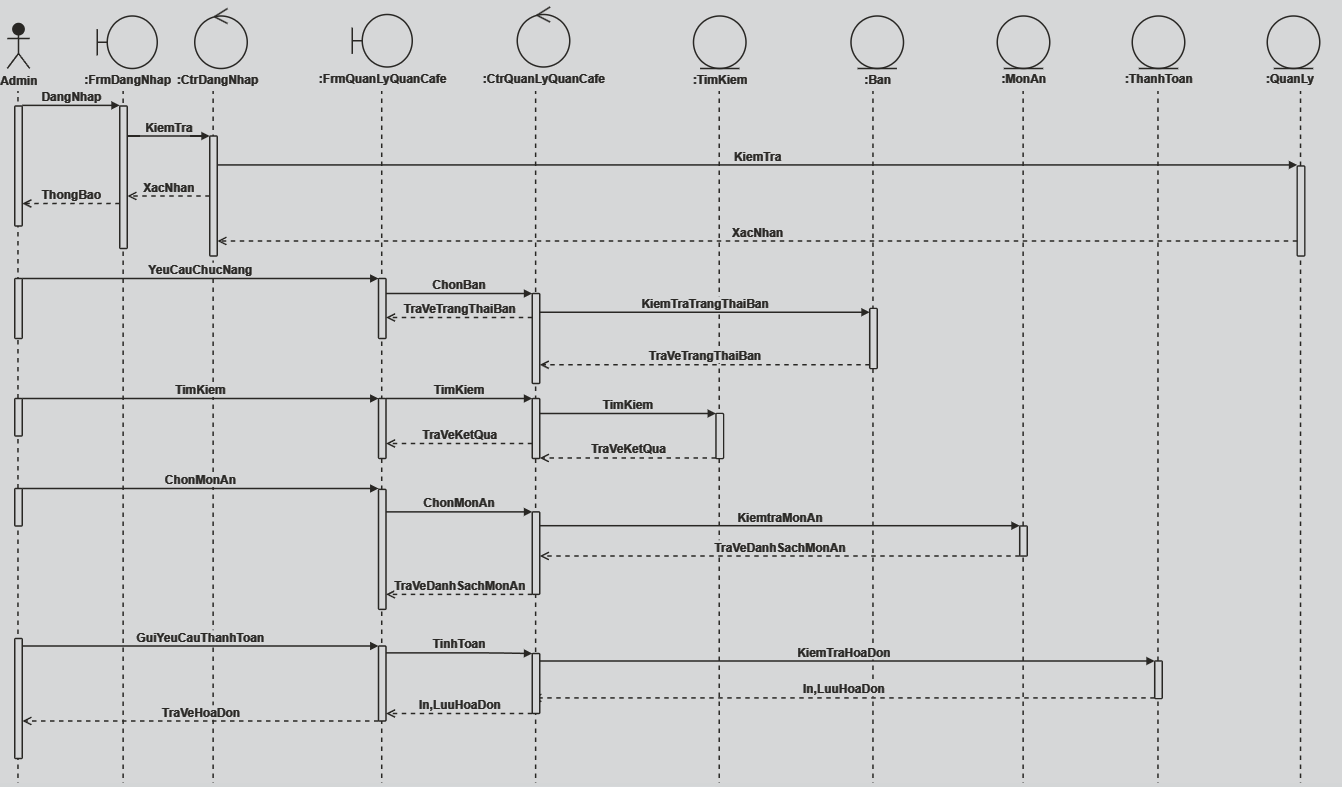 Admin
:FrmDangNhap
:CtrDangNhap
:FrmQuanLyQuanCafe
:CtrQuanLyQuanCafe
:TimKiem
:Ban
:MonAn
:ThanhToan
:QuanLy
DangNhap
KiemTra
KiemTra
XacNhan
ThongBao
XacNhan
YeuCauChucNang
ChonBan
KiemTraTrangThaiBan
TraVeTrangThaiBan
TraVeTrangThaiBan
TimKiem
TimKiem
TimKiem
TraVeKetQua
TraVeKetQua
ChonMonAn
ChonMonAn
KiemtraMonAn
TraVeDanhSachMonAn
TraVeDanhSachMonAn
GuiYeuCauThanhToan
TinhToan
KiemTraHoaDon
In,LuuHoaDon
In,LuuHoaDon
TraVeHoaDon